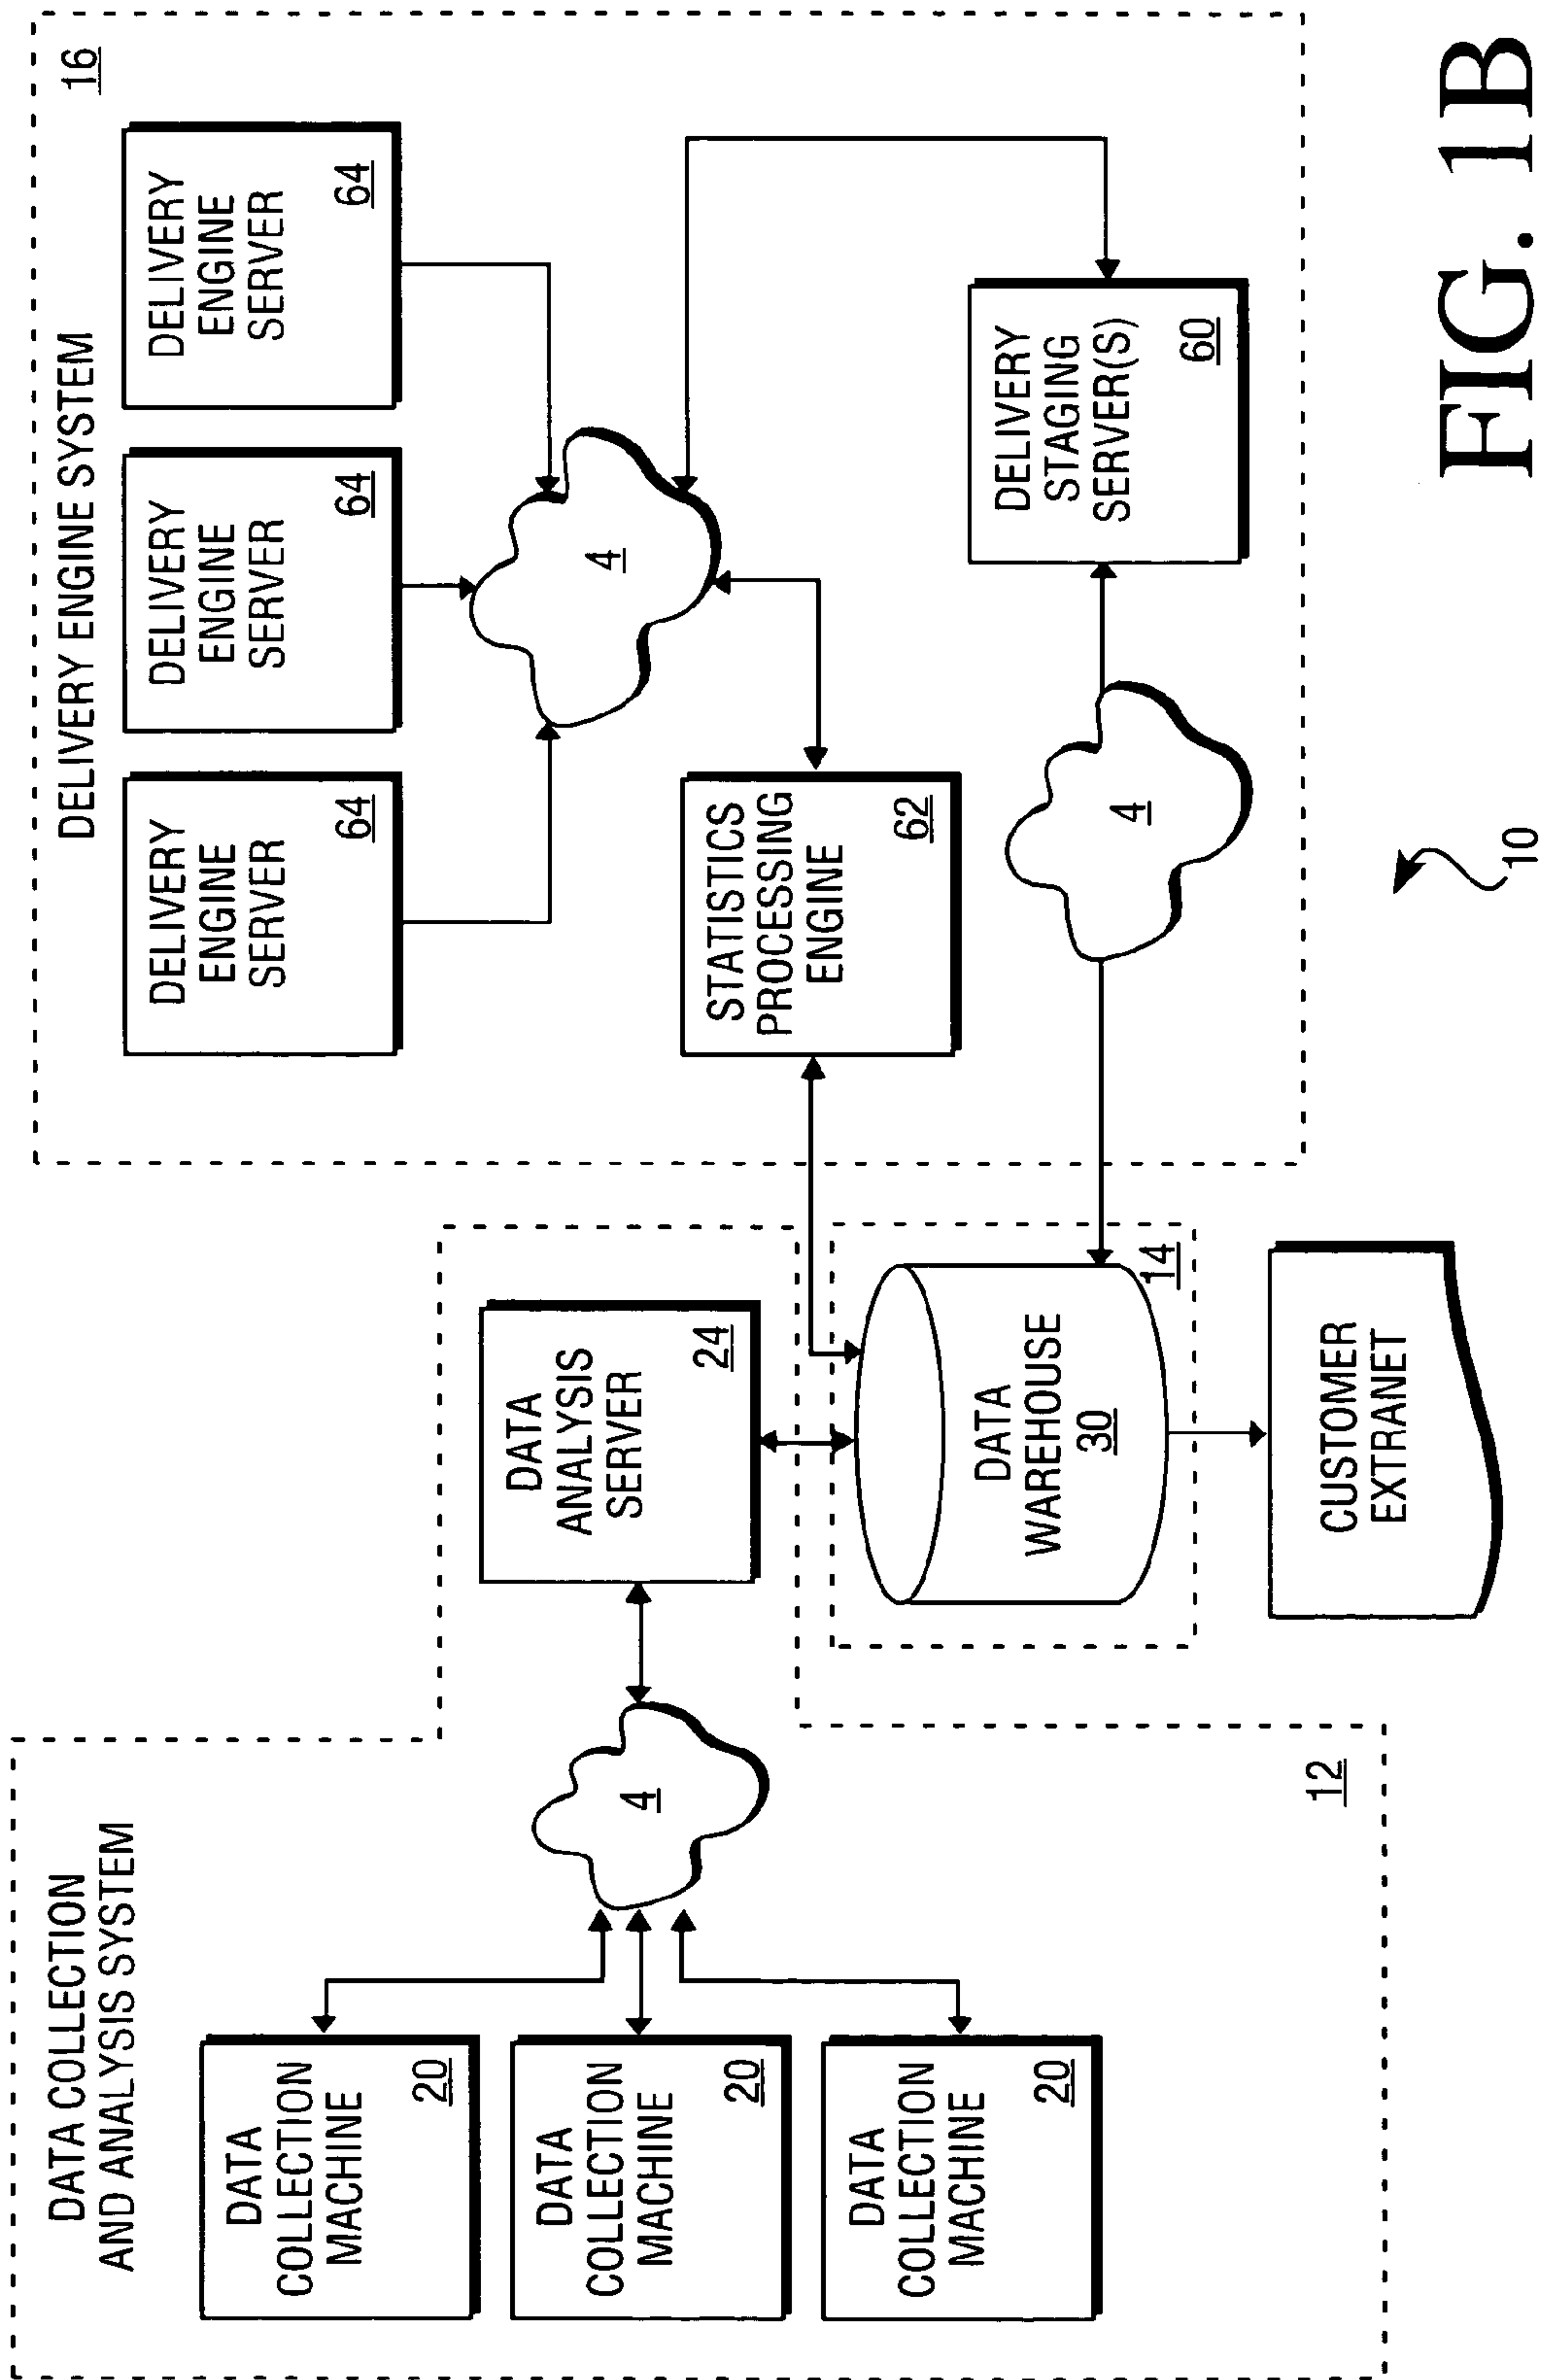 DATA COLLECTION
AND ANALYSIS SYSTEM
DATA
COLLECTION
MACHINE
20
DATA
COLLECTION
MACHINE
20
DATA
COLLECTION
MACHINE
20
4
12
DATA
ANALYSIS
SERVER
24
DATA
WAREHOUSE
30
14
CUSTOMER
EXTRANET
DELIVERY ENGINE SYSTEM
16
DELIVERY
ENGINE
SERVER
64
DELIVERY
ENGINE
SERVER
64
DELIVERY
ENGINE
SERVER
64
4
STATISTICS
PROCESSING
ENGINE
62
4
DELIVERY
STAGING
SERVER(S)
60
10
FIG. 1B